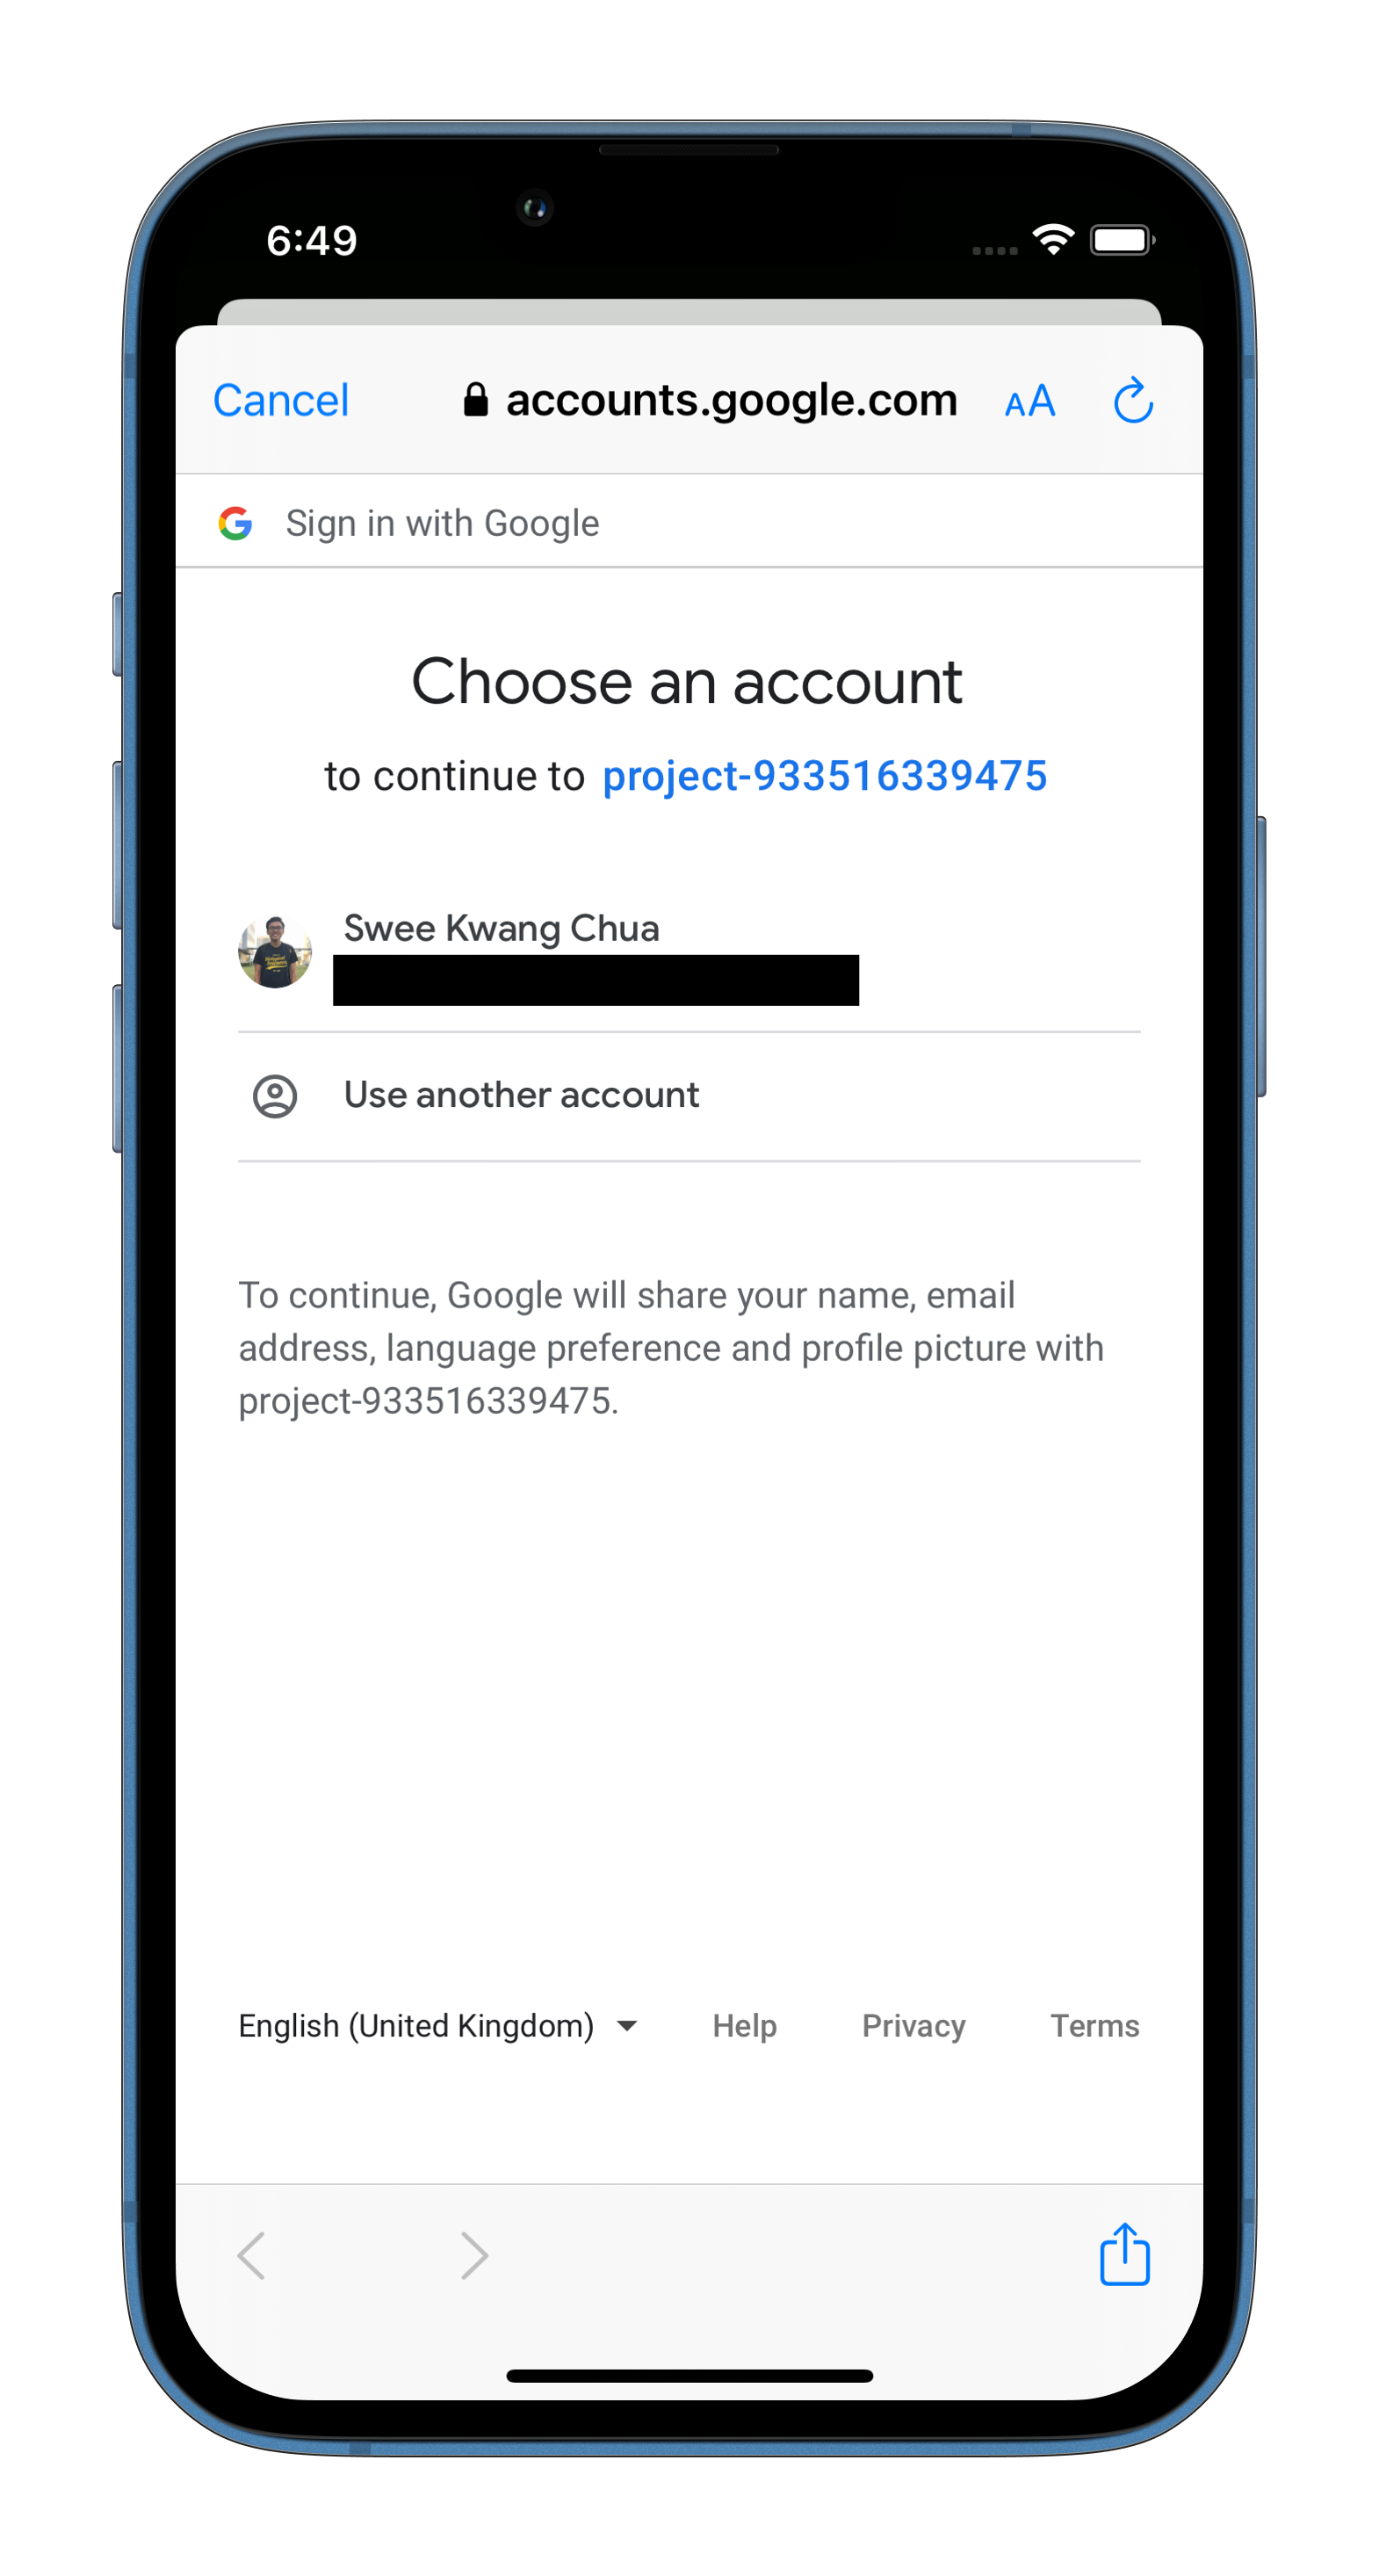 6:49
Cancel
accounts.google.com
AA
Sign in with Google
Choose an account
to continue to project-933516339475
Swee Kwang Chua
Use another account
To continue, Google will share your name, email
address, language preference and profile picture with
project-933516339475.
English (United Kingdom)
Help
Privacy
Terms